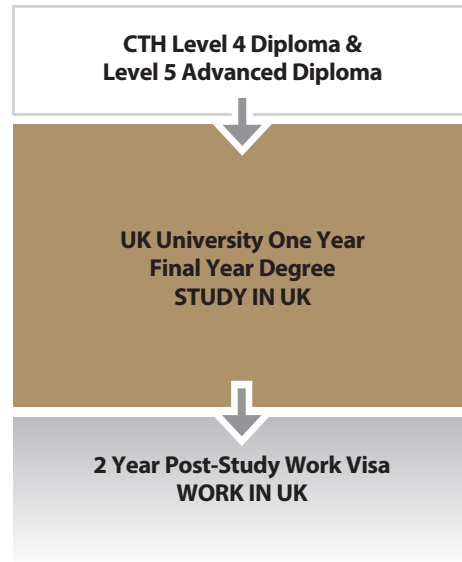 CTH Level 4 Diploma &
Level 5 Advanced Diploma
UK University One Year
Final Year Degree
STUDY IN UK
2 Year Post-Study Work Visa
WORK IN UK